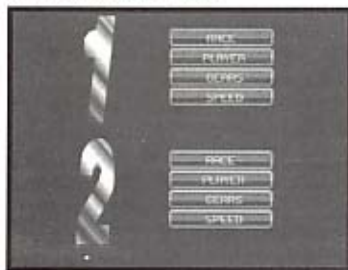 1
RACE
PLAYER
GEARS
SPEED
2
RACE
PLAYER
GEARS
SPEED